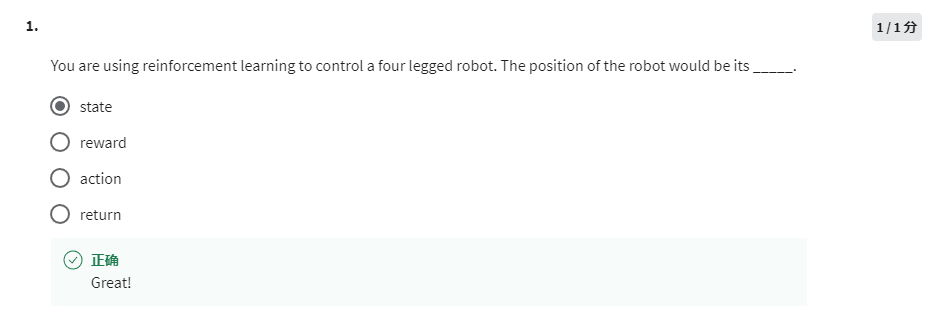 1.
1/1分
You are using reinforcement learning to control a four legged robot. The position of the robot would be its _____.
state
reward
action
return
正确
Great!